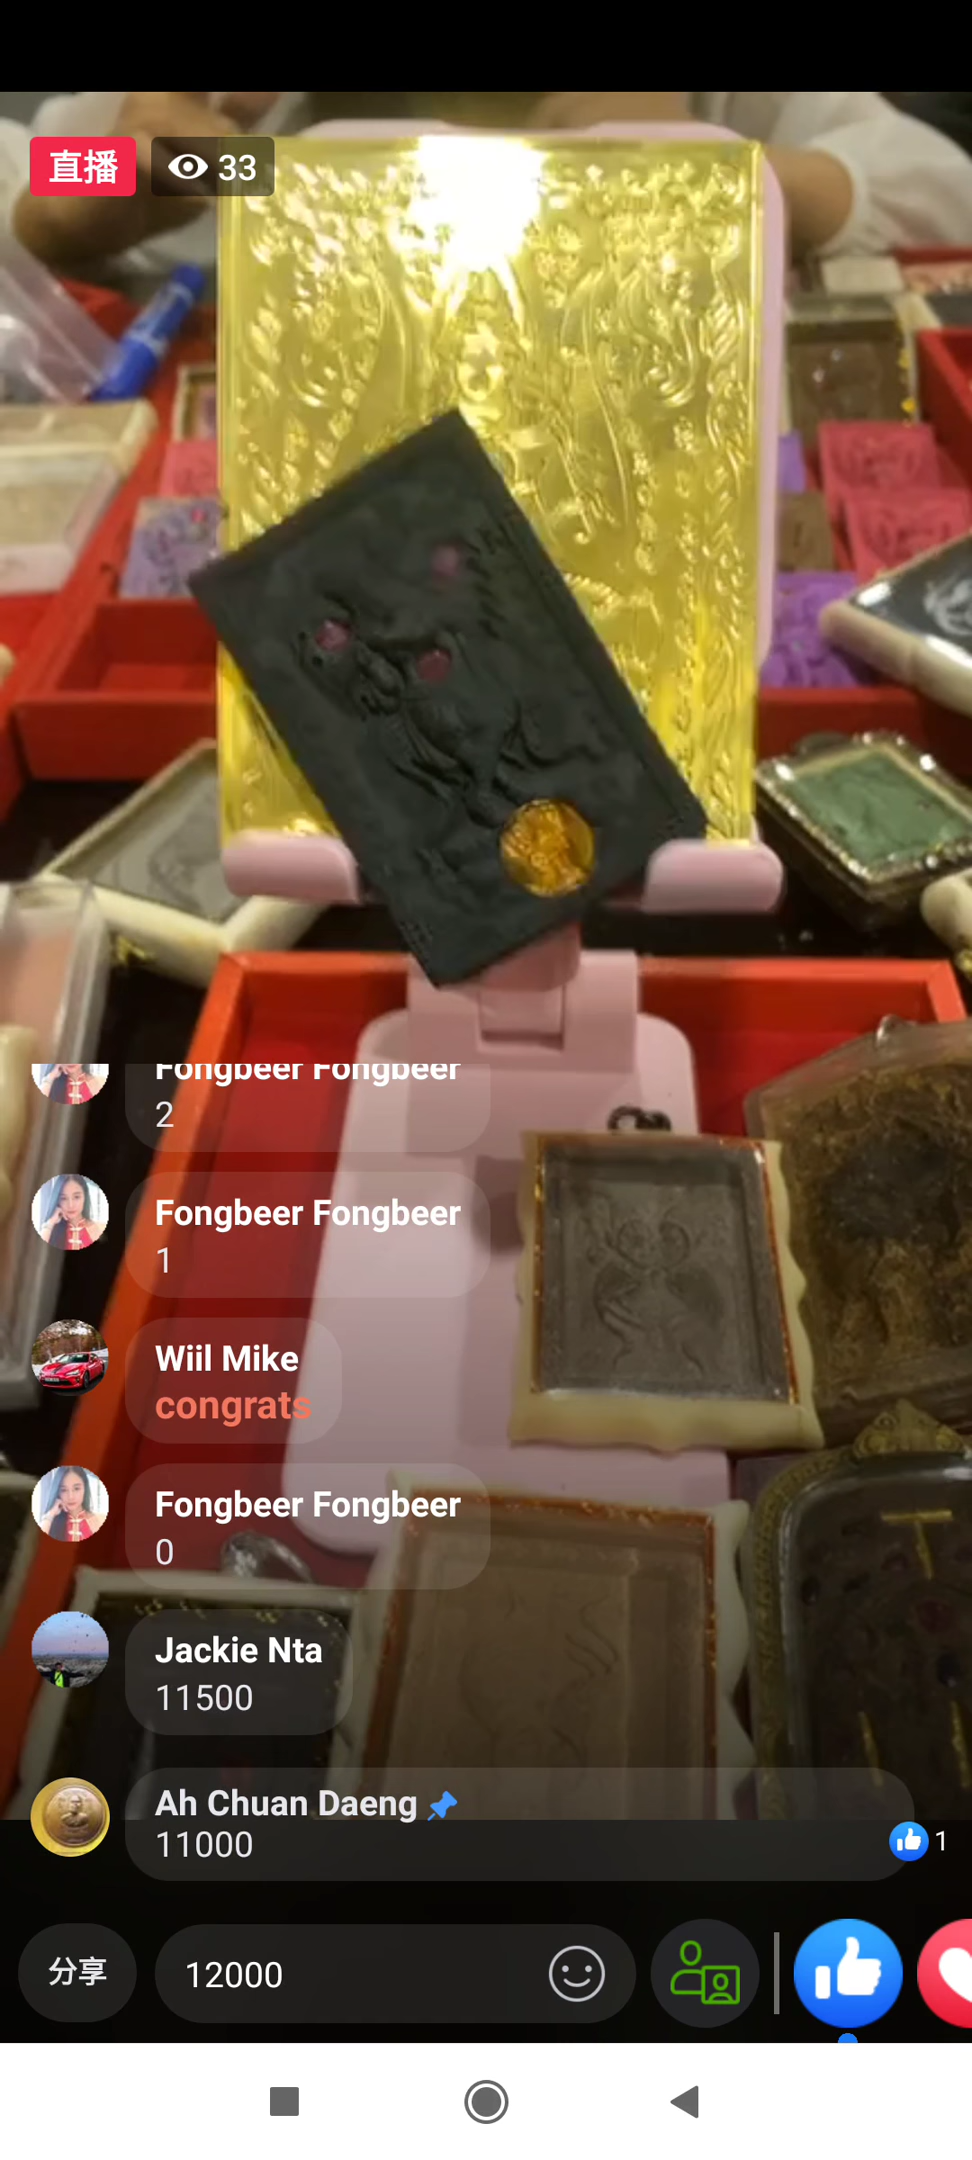 直播
33
Fongbeer Fongbeer
2
Fongbeer Fongbeer
1
Wiil Mike
congrats
Fongbeer Fongbeer
0
Jackie Nta
11500
Ah Chuan Daeng
11000
1
分享
12000